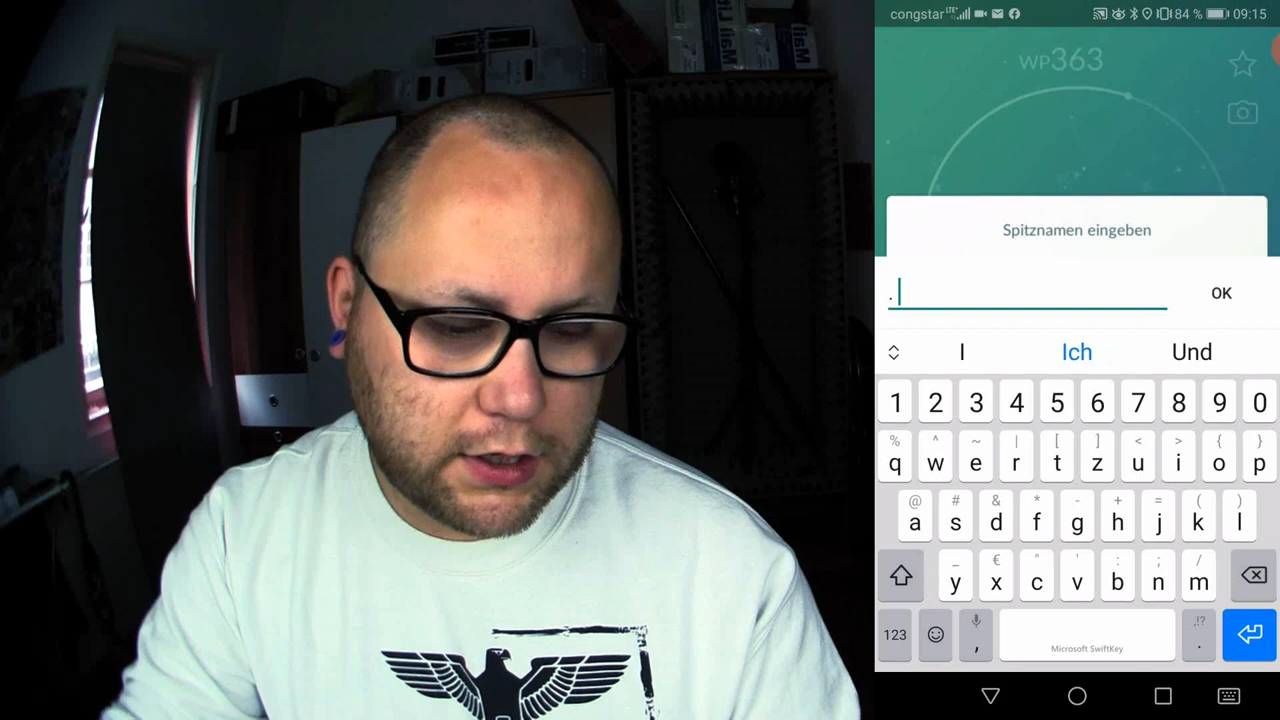 congstar LTE 84 % 09:15
WP363
Spitznamen eingeben
.
OK
I Ich Und
1 2 3 4 5 6 7 8 9 0
% ^ ~ | [ ] < > { }
q w e r t z u i o p
@ # & * - + = ( )
a s d f g h j k l
_ € " ' : ; /
y x c v b n m
,!?
123 , .
Microsoft SwiftKey